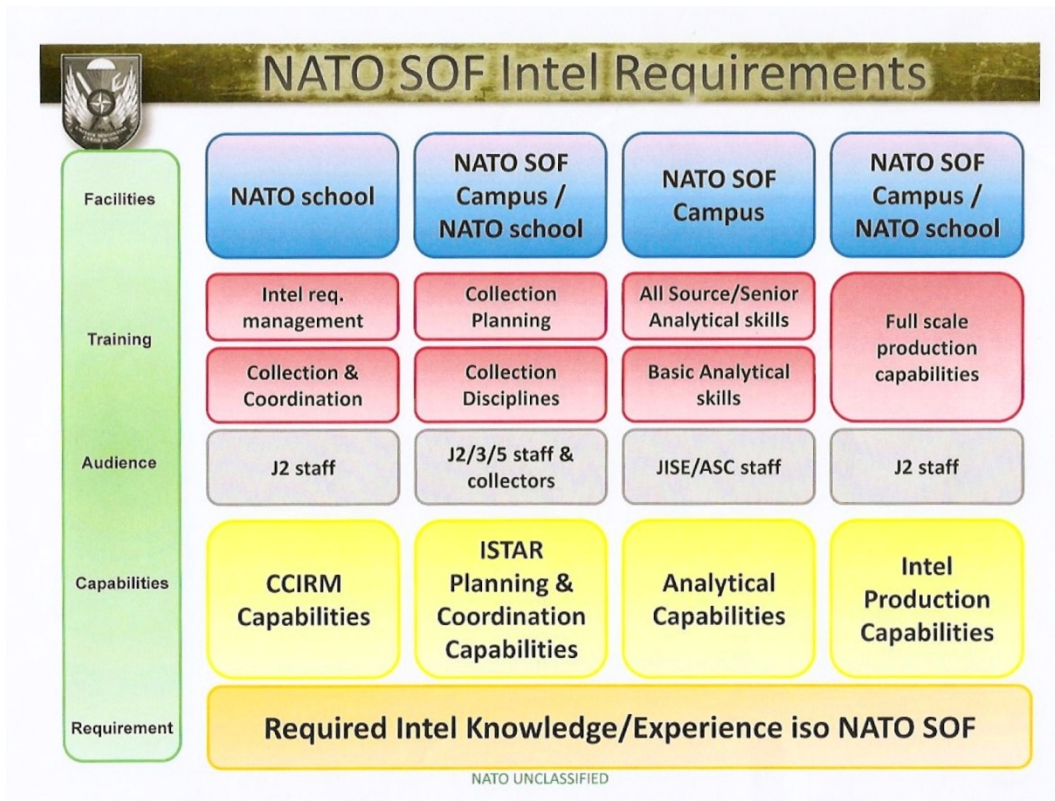 NATO SOF Intel Requirements
Facilities
NATO school
NATO SOF
Campus /
NATO school
NATO SOF
Campus
NATO SOF
Campus /
NATO school
Training
Intel req.
management
Collection
Planning
All Source/Senior
Analytical skills
Full scale
production
capabilities
Collection &
Coordination
Collection
Disciplines
Basic Analytical
skills
Audience
J2 staff
J2/3/5 staff &
collectors
JISE/ASC staff
J2 staff
Capabilities
CCIRM
Capabilities
ISTAR
Planning &
Coordination
Capabilities
Analytical
Capabilities
Intel
Production
Capabilities
Requirement
Required Intel Knowledge/Experience iso NATO SOF
NATO UNCLASSIFIED